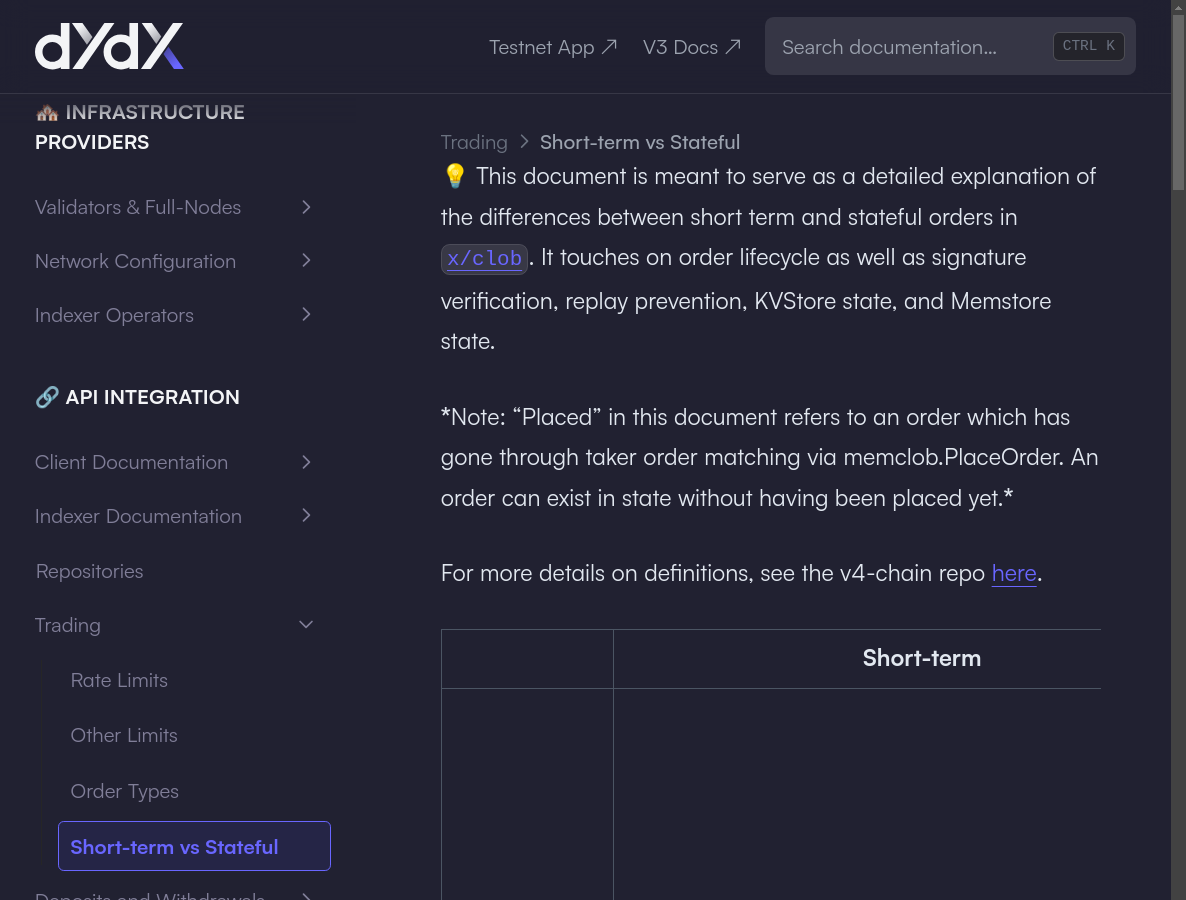 dYdX
Testnet App
V3 Docs
Search documentation...
CTRL K
INFRASTRUCTURE
PROVIDERS
Validators & Full-Nodes
Network Configuration
Indexer Operators
API INTEGRATION
Client Documentation
Indexer Documentation
Repositories
Trading
Rate Limits
Other Limits
Order Types
Short-term vs Stateful
Deposits and Withdrawals
Trading > Short-term vs Stateful
💡 This document is meant to serve as a detailed explanation of
the differences between short term and stateful orders in
x/clob. It touches on order lifecycle as well as signature
verification, replay prevention, KVStore state, and Memstore
state.
*Note: “Placed” in this document refers to an order which has
gone through taker order matching via memclob.PlaceOrder. An
order can exist in state without having been placed yet.*
For more details on definitions, see the v4-chain repo here.
Short-term